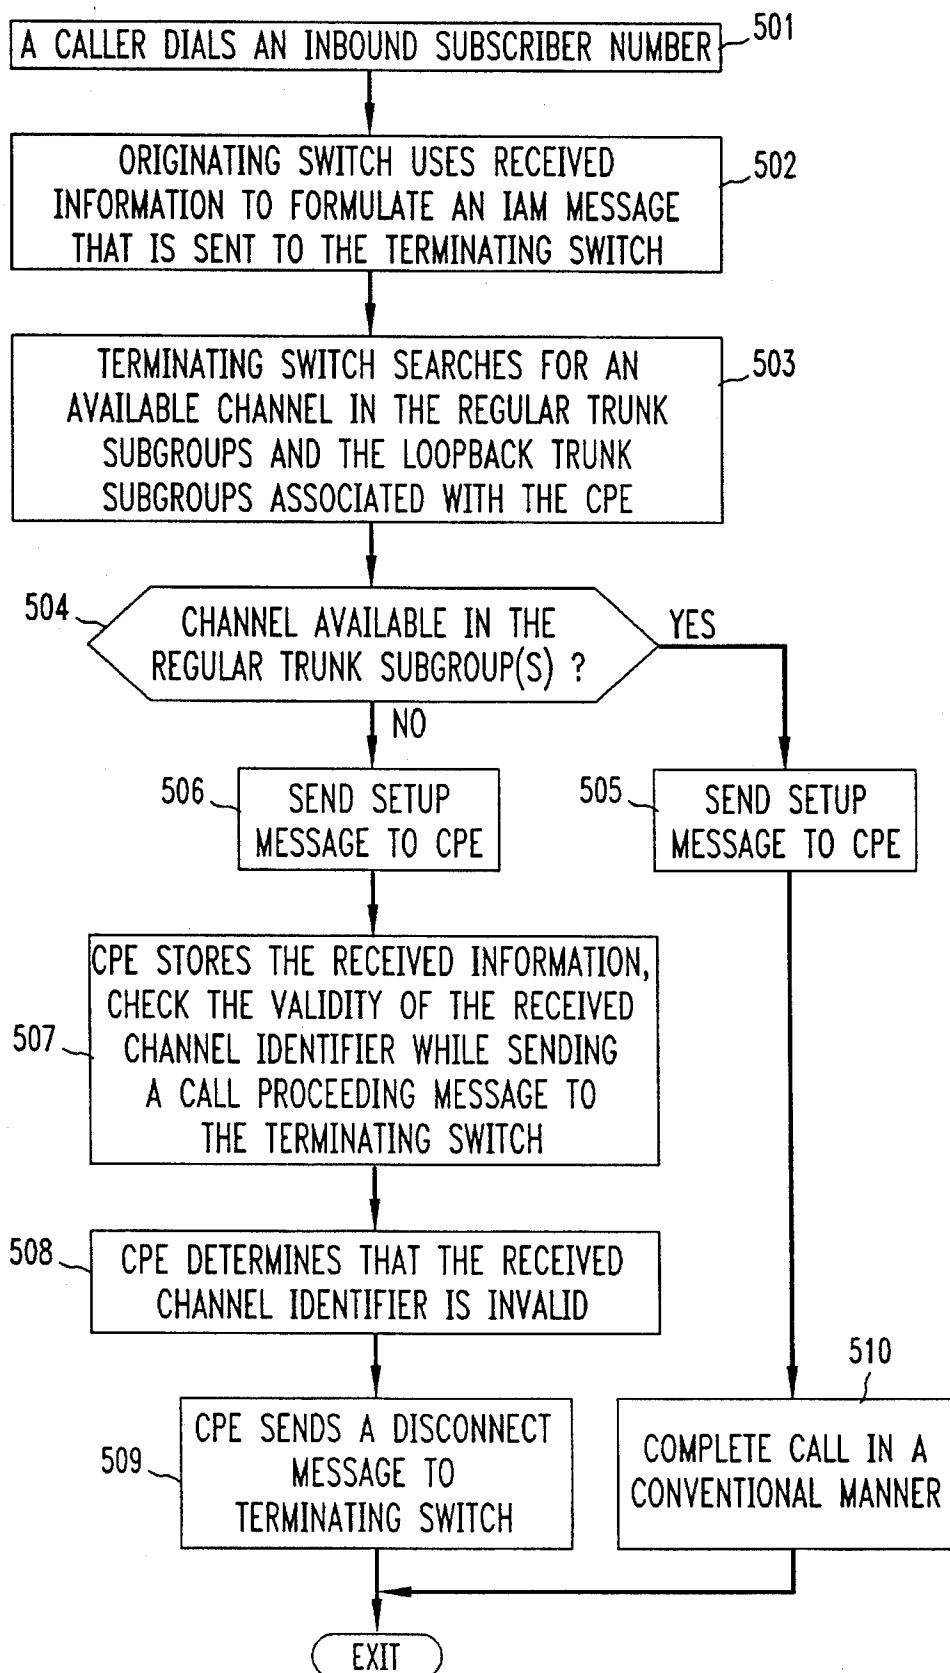 A CALLER DIALS AN INBOUND SUBSCRIBER NUMBER
501
ORIGINATING SWITCH USES RECEIVED
INFORMATION TO FORMULATE AN IAM MESSAGE
THAT IS SENT TO THE TERMINATING SWITCH
502
TERMINATING SWITCH SEARCHES FOR AN
AVAILABLE CHANNEL IN THE REGULAR TRUNK
SUBGROUPS AND THE LOOPBACK TRUNK
SUBGROUPS ASSOCIATED WITH THE CPE
503
504
CHANNEL AVAILABLE IN THE
REGULAR TRUNK SUBGROUP(S) ?
YES
NO
506
SEND SETUP
MESSAGE TO CPE
505
SEND SETUP
MESSAGE TO CPE
507
CPE STORES THE RECEIVED INFORMATION,
CHECK THE VALIDITY OF THE RECEIVED
CHANNEL IDENTIFIER WHILE SENDING
A CALL PROCEEDING MESSAGE TO
THE TERMINATING SWITCH
508
CPE DETERMINES THAT THE RECEIVED
CHANNEL IDENTIFIER IS INVALID
509
CPE SENDS A DISCONNECT
MESSAGE TO
TERMINATING SWITCH
510
COMPLETE CALL IN A
CONVENTIONAL MANNER
EXIT